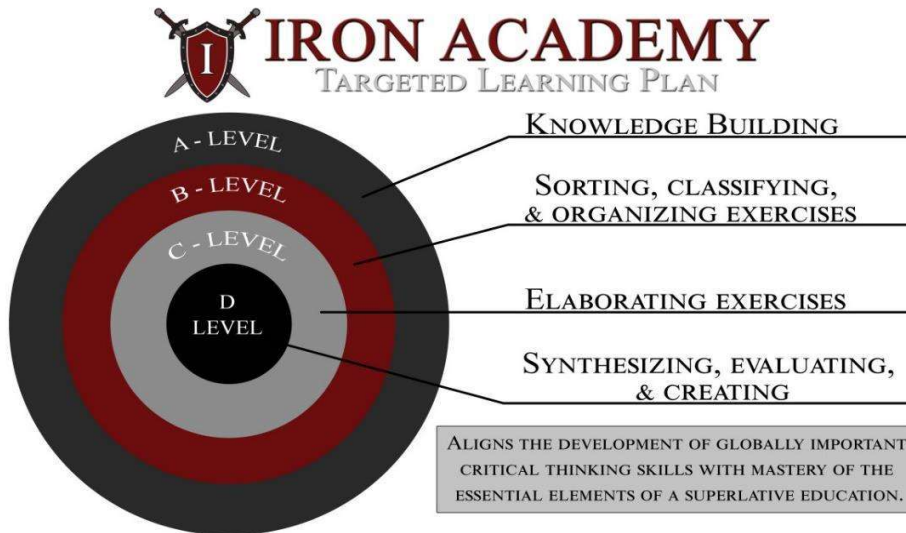 I
IRON ACADEMY
TARGETED LEARNING PLAN
A - LEVEL
B - LEVEL
C - LEVEL
D
LEVEL
KNOWLEDGE BUILDING
SORTING, CLASSIFYING,
& ORGANIZING EXERCISES
ELABORATING EXERCISES
SYNTHESIZING, EVALUATING,
& CREATING
ALIGNS THE DEVELOPMENT OF GLOBALLY IMPORTANT
CRITICAL THINKING SKILLS WITH MASTERY OF THE
ESSENTIAL ELEMENTS OF A SUPERLATIVE EDUCATION.